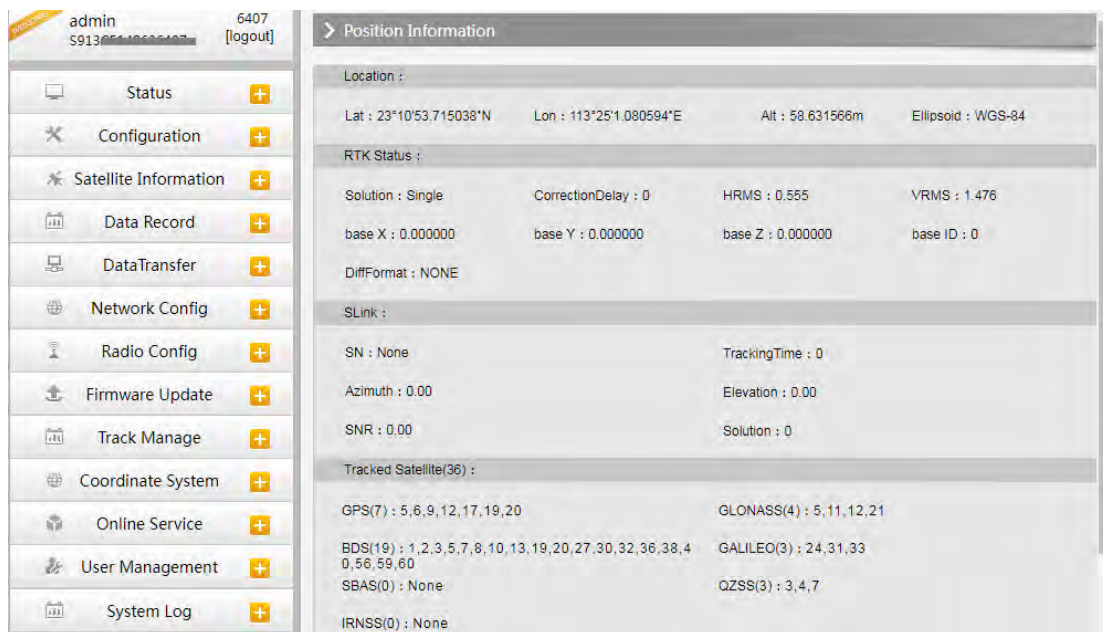 admin
6407
S913
[logout]
Status
Configuration
Satellite Information
Data Record
DataTransfer
Network Config
Radio Config
Firmware Update
Track Manage
Coordinate System
Online Service
User Management
System Log
Position Information
Location :
Lat : 23°10'53.715038"N Lon : 113°25'1.080594"E Alt : 58.631566m Ellipsoid : WGS-84
RTK Status :
Solution : Single CorrectionDelay : 0 HRMS : 0.555 VRMS : 1.476
base X : 0.000000 base Y : 0.000000 base Z : 0.000000 base ID : 0
DiffFormat : NONE
SLink :
SN : None TrackingTime : 0
Azimuth : 0.00 Elevation : 0.00
SNR : 0.00 Solution : 0
Tracked Satellite(36) :
GPS(7) : 5,6,9,12,17,19,20 GLONASS(4) : 5,11,12,21
BDS(19) : 1,2,3,5,7,8,10,13,19,20,27,30,32,36,38,4 GALILEO(3) : 24,31,33
0,56,59,60
SBAS(0) : None QZSS(3) : 3,4,7
IRNSS(0) : None